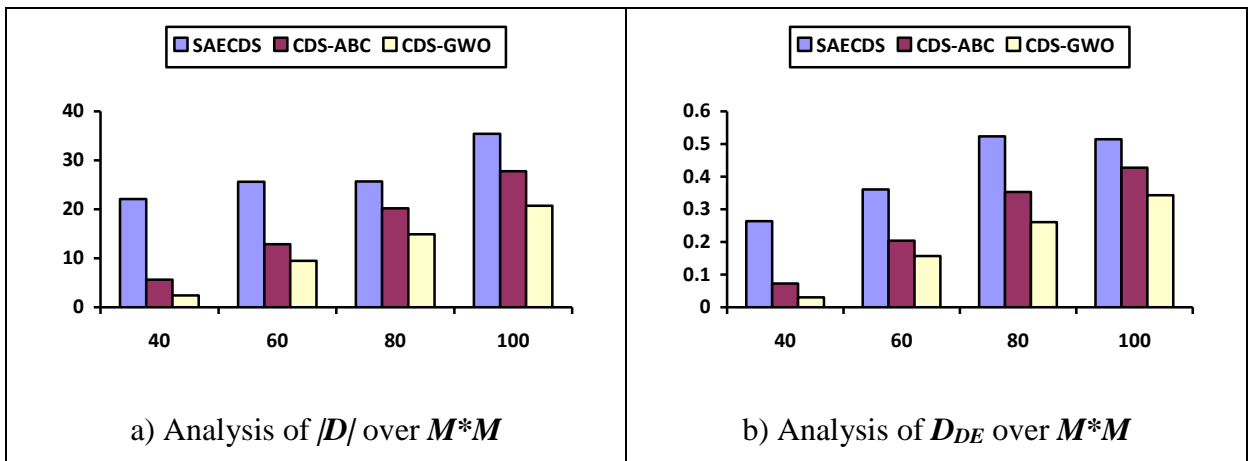 SAECDS CDS-ABC CDS-GWO
40
30
20
10
0
40 60 80 100
a) Analysis of |D| over M*M
SAECDS CDS-ABC CDS-GWO
0.6
0.5
0.4
0.3
0.2
0.1
0
40 60 80 100
b) Analysis of D_DE over M*M